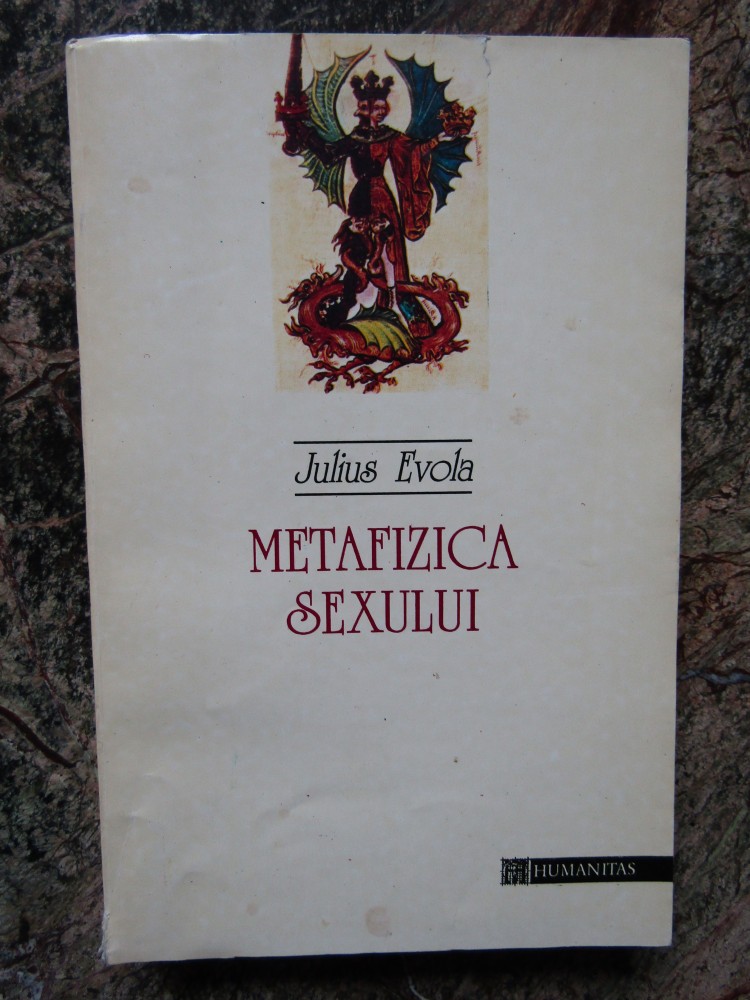 Julius Evola
METAFIZICA
SEXULUI
HUMANITAS